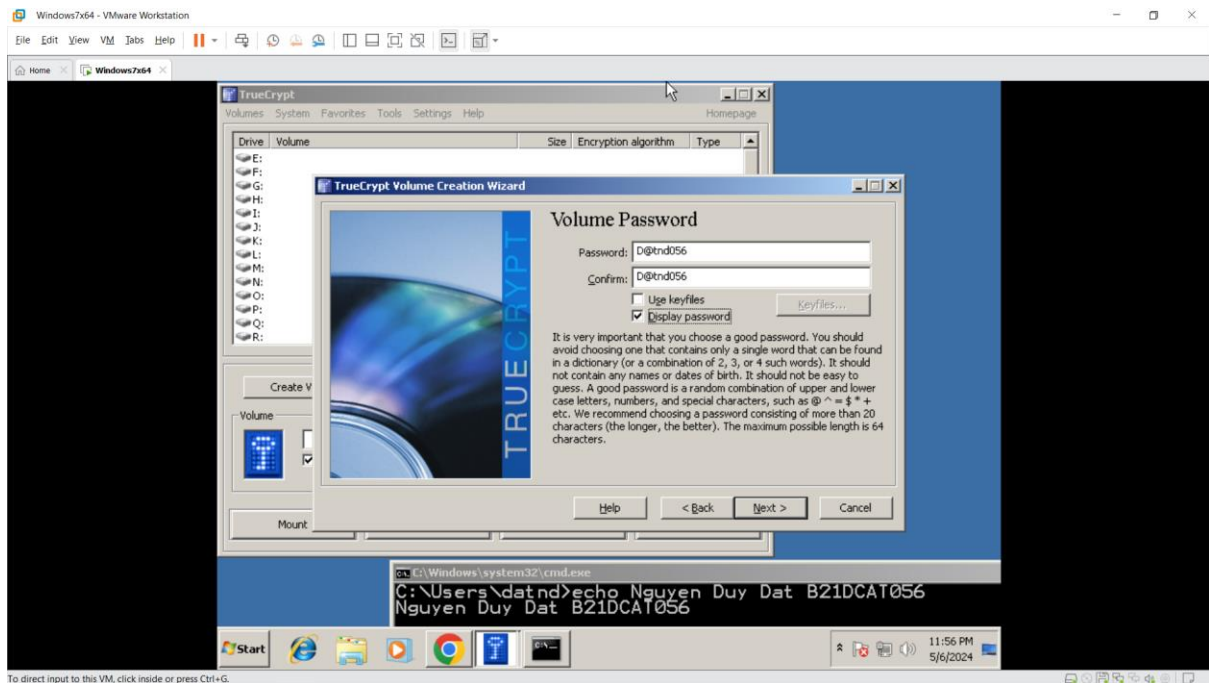 Windows7x64 - VMware Workstation
File Edit View VM Tabs Help
Home
Windows7x64
TrueCrypt
Volumes System Favorites Tools Settings Help Homepage
Drive Volume Size Encryption algorithm Type
E:
F:
G:
H:
I:
J:
K:
L:
M:
N:
O:
P:
Q:
R:
TrueCrypt Volume Creation Wizard
TRUECRYPT
Volume Password
Password: D@tnd056
Confirm: D@tnd056
Use keyfiles
Keyfiles...
Display password
It is very important that you choose a good password. You should
avoid choosing one that contains only a single word that can be found
in a dictionary (or a combination of 2, 3, or 4 such words). It should
not contain any names or dates of birth. It should not be easy to
guess. A good password is a random combination of upper and lower
case letters, numbers, and special characters, such as @ ^ = $ * +
etc. We recommend choosing a password consisting of more than 20
characters (the longer, the better). The maximum possible length is 64
characters.
Help < Back Next > Cancel
Create V
Volume
Mount
C:\Windows\system32\cmd.exe
C:\Users\datnd>echo Nguyen Duy Dat B21DCAT056
Nguyen Duy Dat B21DCAT056
Start
11:56 PM
5/6/2024
To direct input to this VM, click inside or press Ctrl+G.